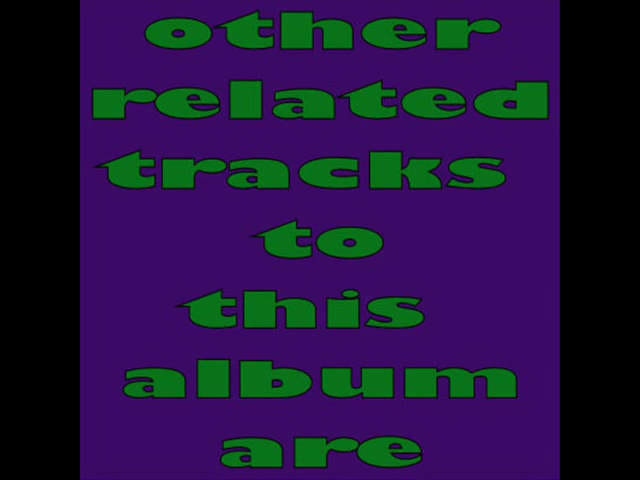 other
related
tracks
to
this
album
are